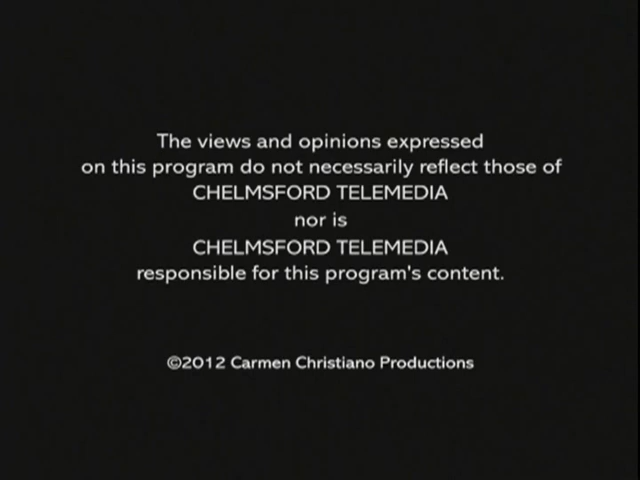 The views and opinions expressed
on this program do not necessarily reflect those of
CHELMSFORD TELEMEDIA
nor is
CHELMSFORD TELEMEDIA
responsible for this program's content.
©2012 Carmen Christiano Productions